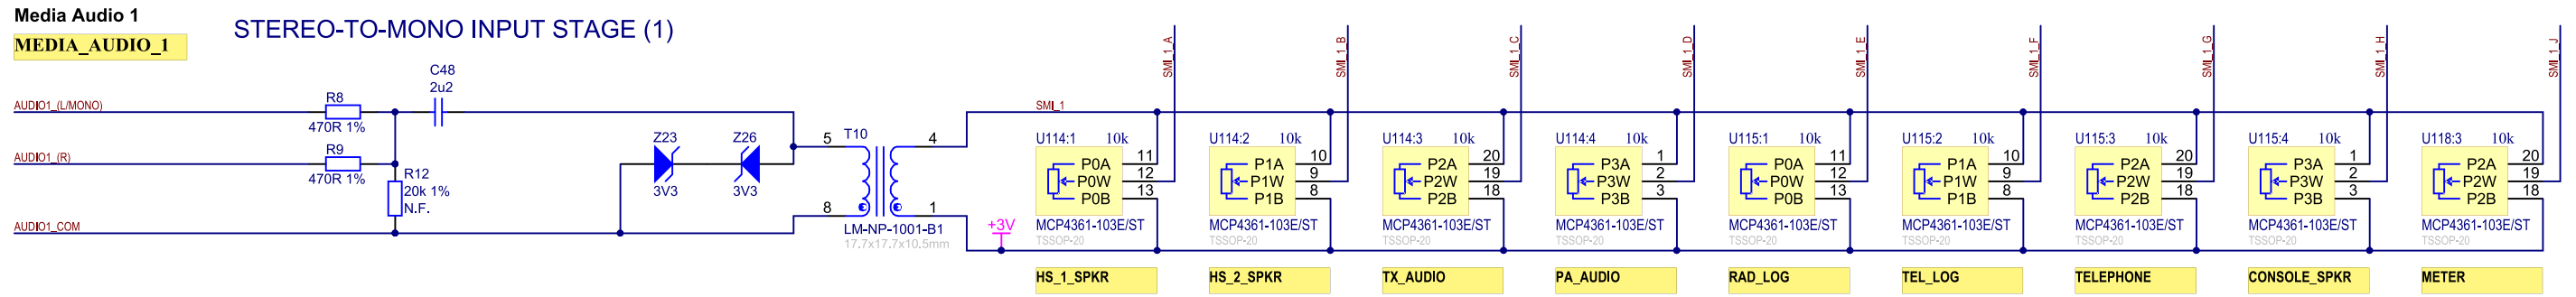 Media Audio 1
MEDIA_AUDIO_1
STEREO-TO-MONO INPUT STAGE (1)
AUDIO1_(L/MONO)
R8
470R 1%
C48
2u2
AUDIO1_(R)
R9
470R 1%
R12
20k 1%
N.F.
AUDIO1_COM
Z23
3V3
Z26
3V3
5
8
T10
4
1
LM-NP-1001-B1
17.7x17.7x10.5mm
+3V
SMI_1
SMI_1_A
U114:1 10k
P0A 11
P0W 12
P0B 13
MCP4361-103E/ST
TSSOP-20
HS_1_SPKR
SMI_1_B
U114:2 10k
P1A 10
P1W 9
P1B 8
MCP4361-103E/ST
TSSOP-20
HS_2_SPKR
SMI_1_C
U114:3 10k
P2A 20
P2W 19
P2B 18
MCP4361-103E/ST
TSSOP-20
TX_AUDIO
SMI_1_D
U114:4 10k
P3A 1
P3W 2
P3B 3
MCP4361-103E/ST
TSSOP-20
PA_AUDIO
SMI_1_E
U115:1 10k
P0A 11
P0W 12
P0B 13
MCP4361-103E/ST
TSSOP-20
RAD_LOG
SMI_1_F
U115:2 10k
P1A 10
P1W 9
P1B 8
MCP4361-103E/ST
TSSOP-20
TEL_LOG
SMI_1_G
U115:3 10k
P2A 20
P2W 19
P2B 18
MCP4361-103E/ST
TSSOP-20
TELEPHONE
SMI_1_H
U115:4 10k
P3A 1
P3W 2
P3B 3
MCP4361-103E/ST
TSSOP-20
CONSOLE_SPKR
SMI_1_J
U118:3 10k
P2A 20
P2W 19
P2B 18
MCP4361-103E/ST
TSSOP-20
METER